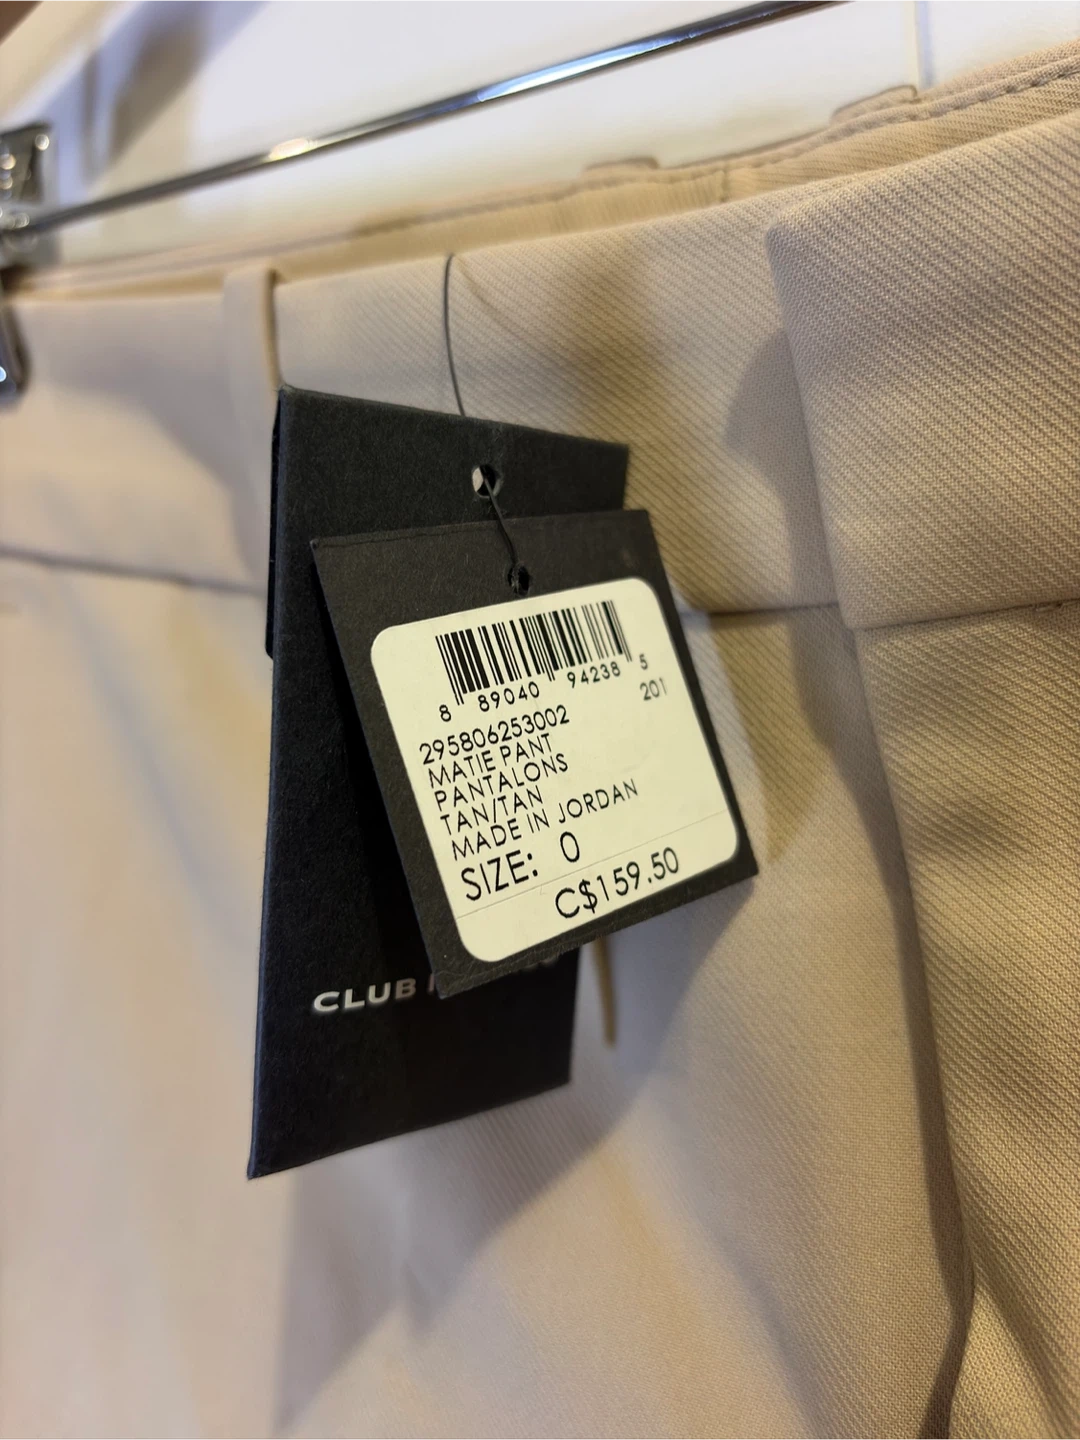 8 89040 94238 5
201
295806253002
MATIE PANT
PANTALONS
TAN/TAN
MADE IN JORDAN
SIZE: 0
C$159.50
CLUB